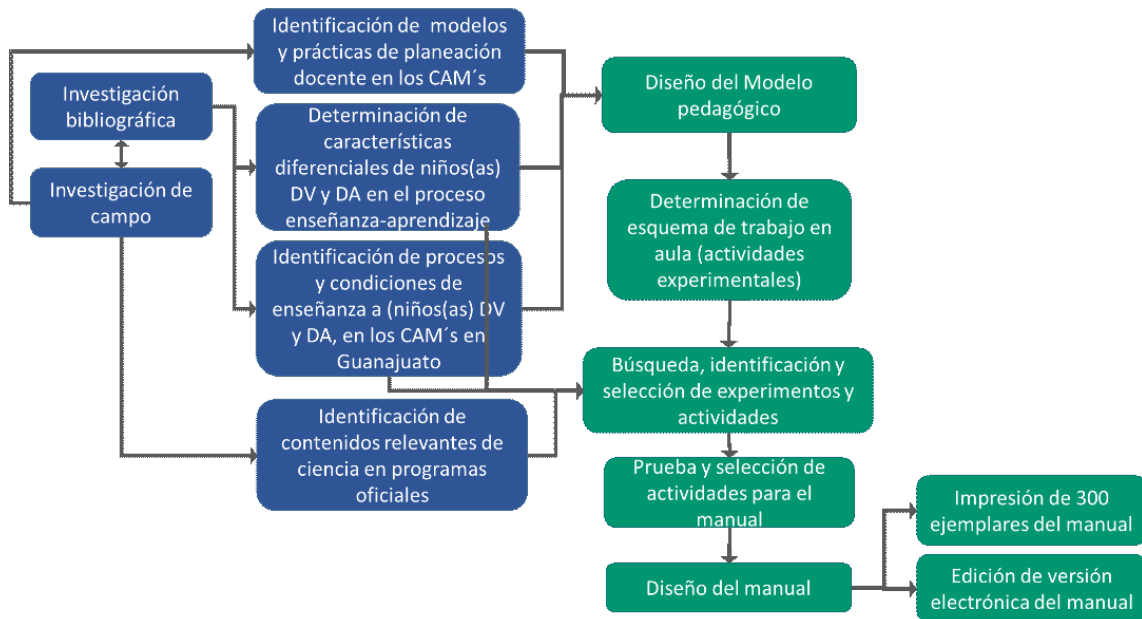 Identificación de modelos
y prácticas de planeación
docente en los CAM´s
Investigación
bibliográfica
Determinación de
características
diferenciales de niños(as)
DV y DA en el proceso
enseñanza-aprendizaje
Investigación de
campo
Identificación de procesos
y condiciones de
enseñanza a (niños(as) DV
y DA, en los CAM´s en
Guanajuato
Identificación de
contenidos relevantes de
ciencia en programas
oficiales
Diseño del Modelo
pedagógico
Determinación de
esquema de trabajo en
aula (actividades
experimentales)
Búsqueda, identificación y
selección de experimentos y
actividades
Prueba y selección de
actividades para el
manual
Diseño del manual
Impresión de 300
ejemplares del manual
Edición de versión
electrónica del manual